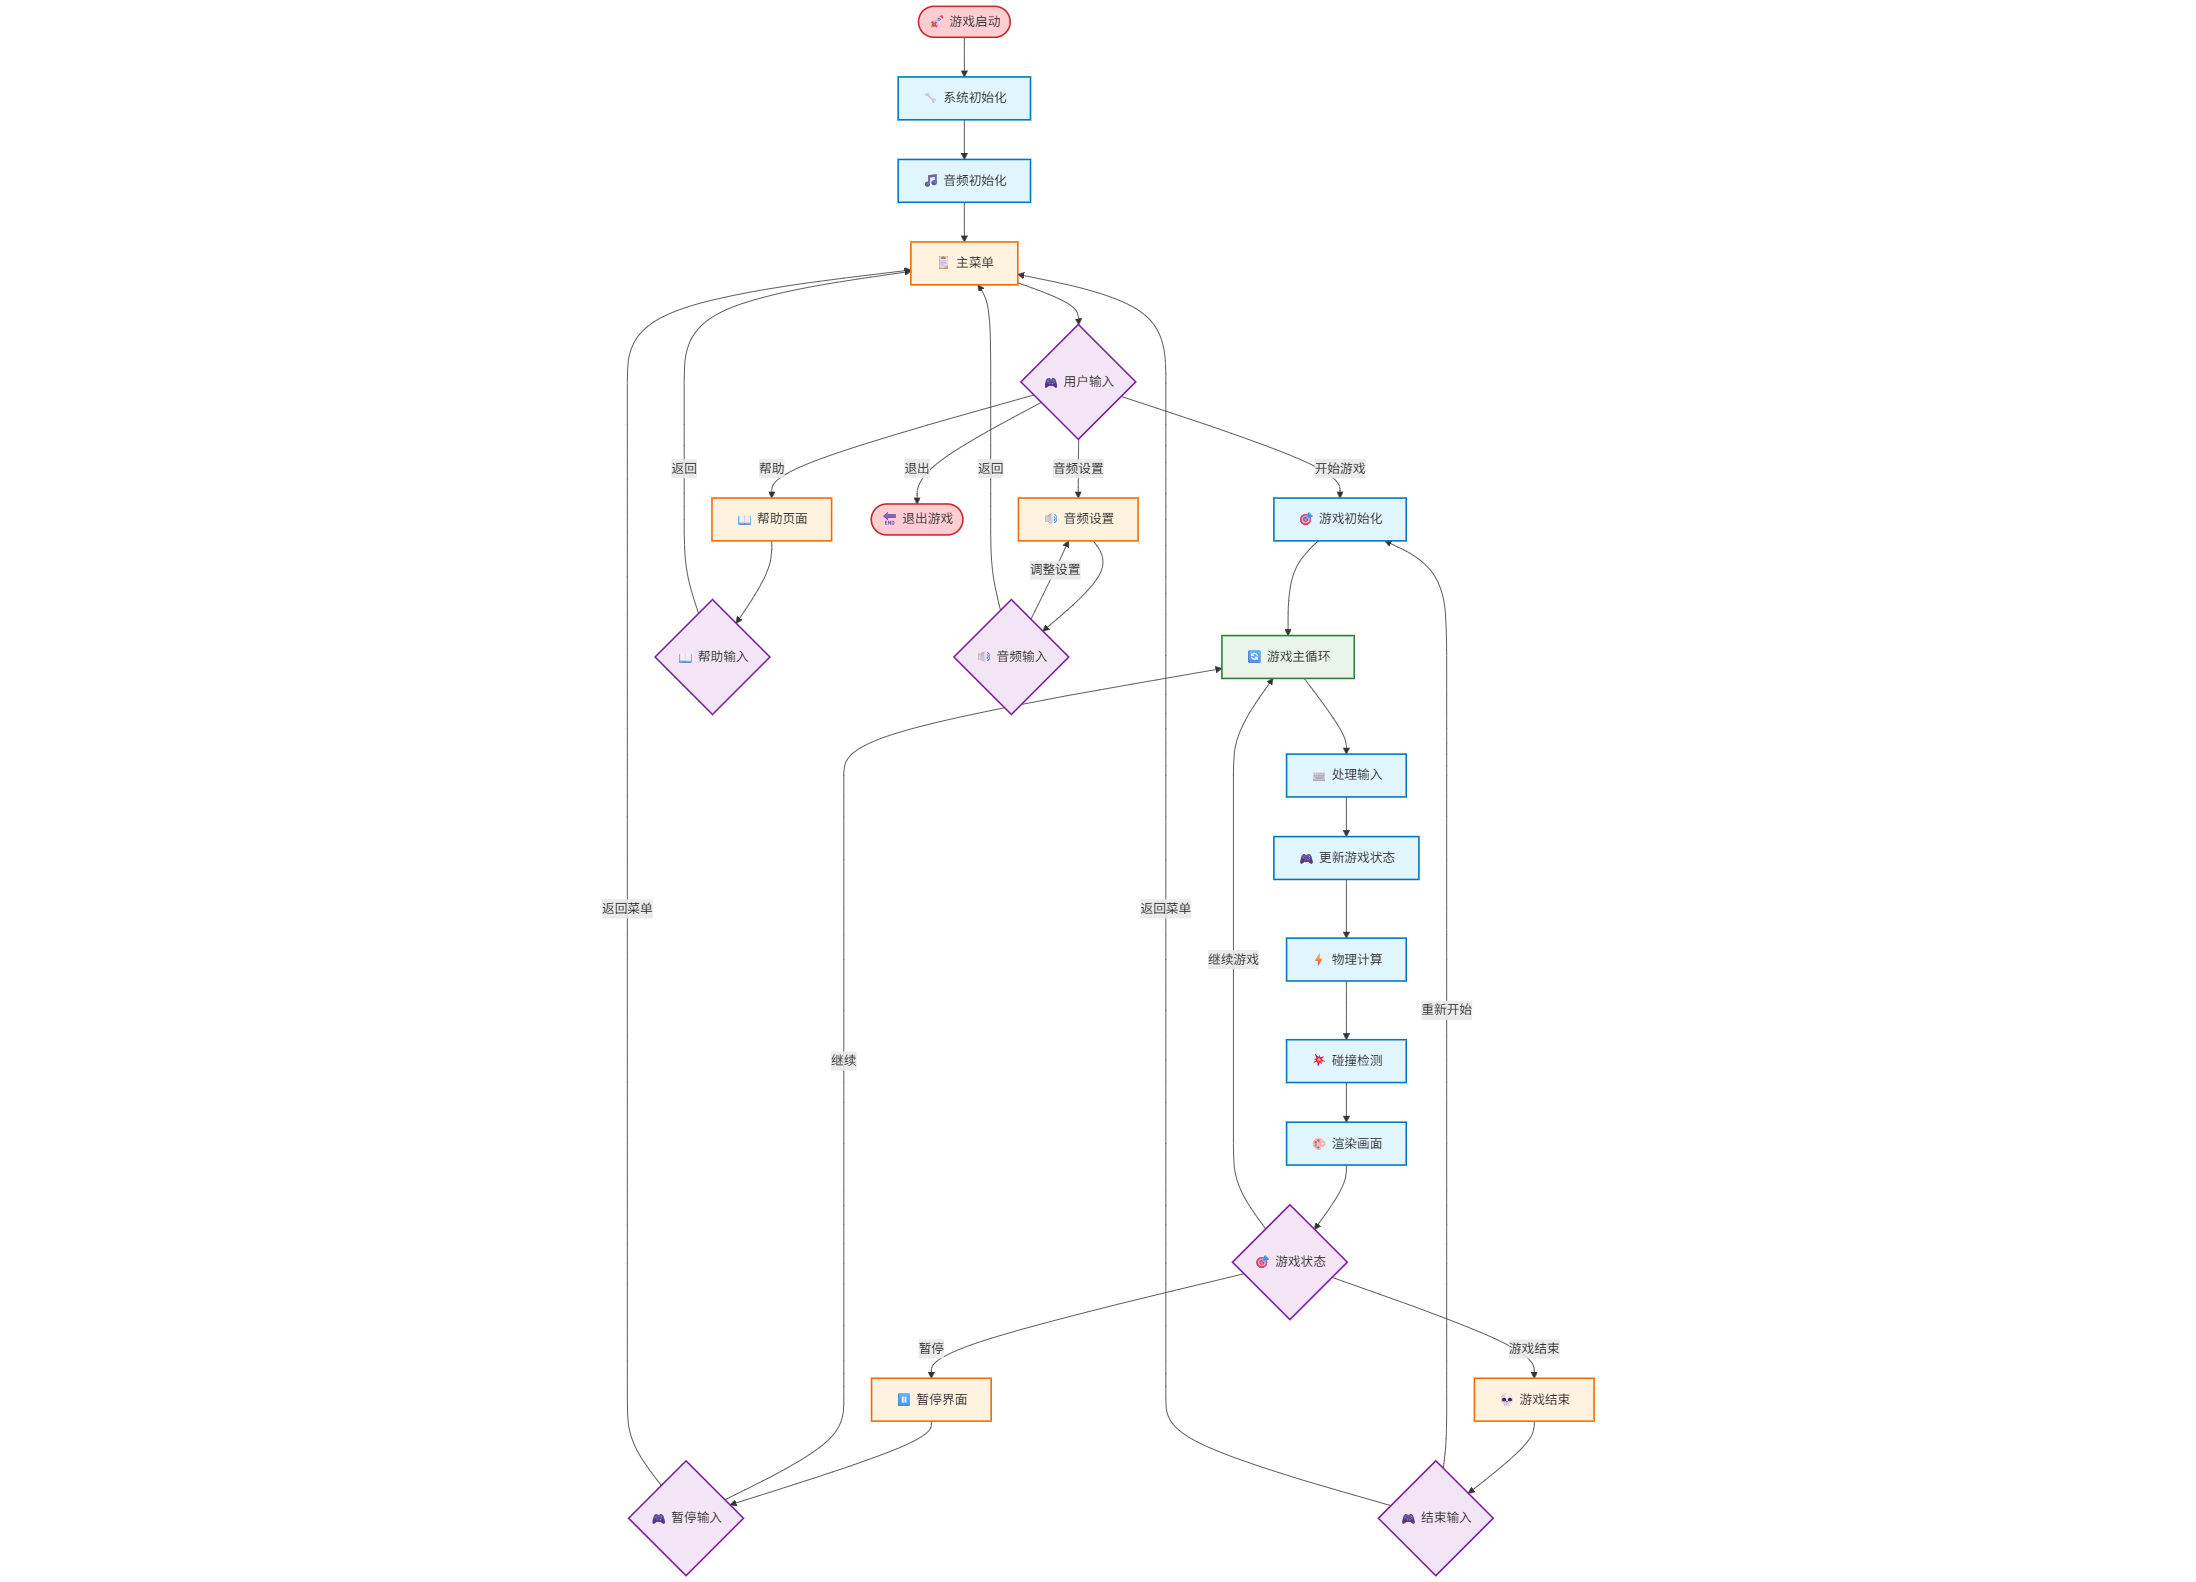 🚀 游戏启动
🔧 系统初始化
🎵 音频初始化
📋 主菜单
🎮 用户输入
返回
帮助
退出
返回
音频设置
开始游戏
📖 帮助页面
🔚 退出游戏
🔊 音频设置
🎯 游戏初始化
调整设置
📖 帮助输入
🔊 音频输入
🔄 游戏主循环
⌨️ 处理输入
🎮 更新游戏状态
返回菜单
返回菜单
继续游戏
⚡ 物理计算
重新开始
继续
💥 碰撞检测
🎨 渲染画面
🎯 游戏状态
暂停
游戏结束
⏸️ 暂停界面
💀 游戏结束
🎮 暂停输入
🎮 结束输入